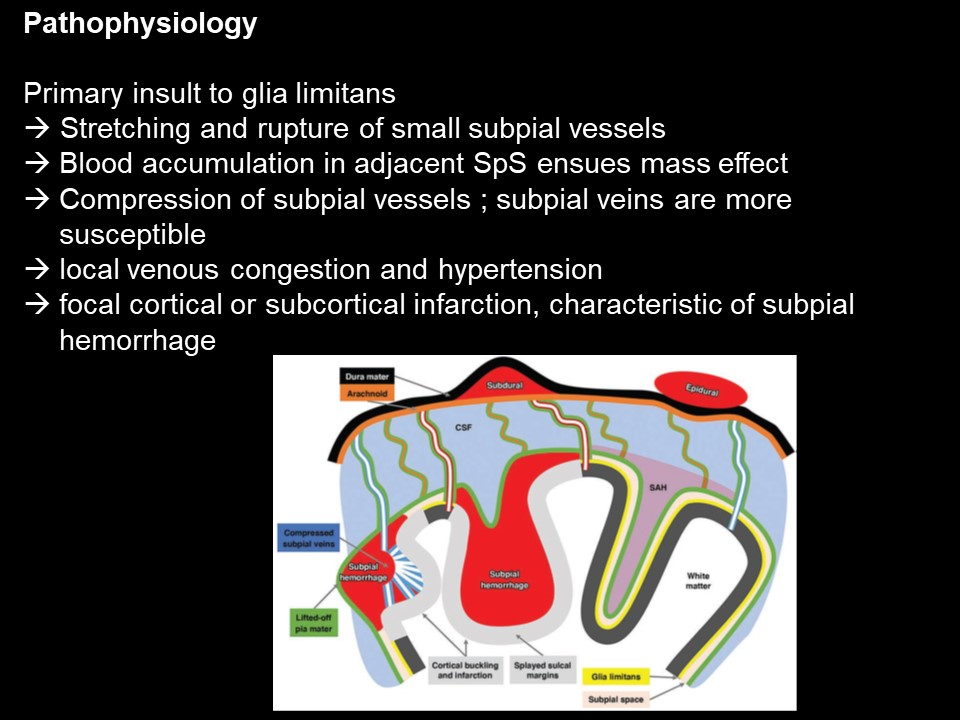 Pathophysiology
Primary insult to glia limitans
→ Stretching and rupture of small subpial vessels
→ Blood accumulation in adjacent SpS ensues mass effect
→ Compression of subpial vessels ; subpial veins are more
susceptible
→ local venous congestion and hypertension
→ focal cortical or subcortical infarction, characteristic of subpial
hemorrhage
Dura mater
Arachnoid
Subdural
Epidural
CSF
SAH
Compressed
subpial veins
Subpial
hemorrhage
Subpial
hemorrhage
White
matter
Lifted-off
pia mater
Cortical buckling
and infarction
Splayed sulcal
margins
Glia limitans
Subpial space